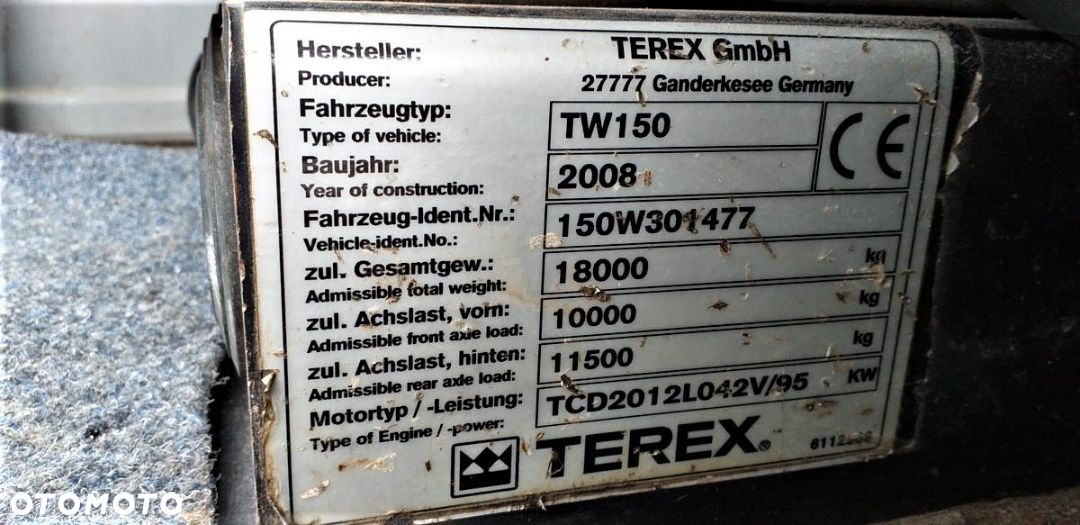 Hersteller: TEREX GmbH
Producer: 27777 Ganderkesee Germany
Fahrzeugtyp: TW150
Type of vehicle:
CE
Baujahr: 2008
Year of construction:
Fahrzeug-Ident.Nr.: 150W301477
Vehicle-ident.No.:
zul. Gesamtgew.: 18000 kg
Admissible total weight:
zul. Achslast, vorn: 10000 kg
Admissible front axle load:
zul. Achslast, hinten: 11500 kg
Admissible rear axle load:
Motortyp / -Leistung: TCD2012L042V/95 KW
Type of Engine / -power:
TEREX®
OTOMOTO